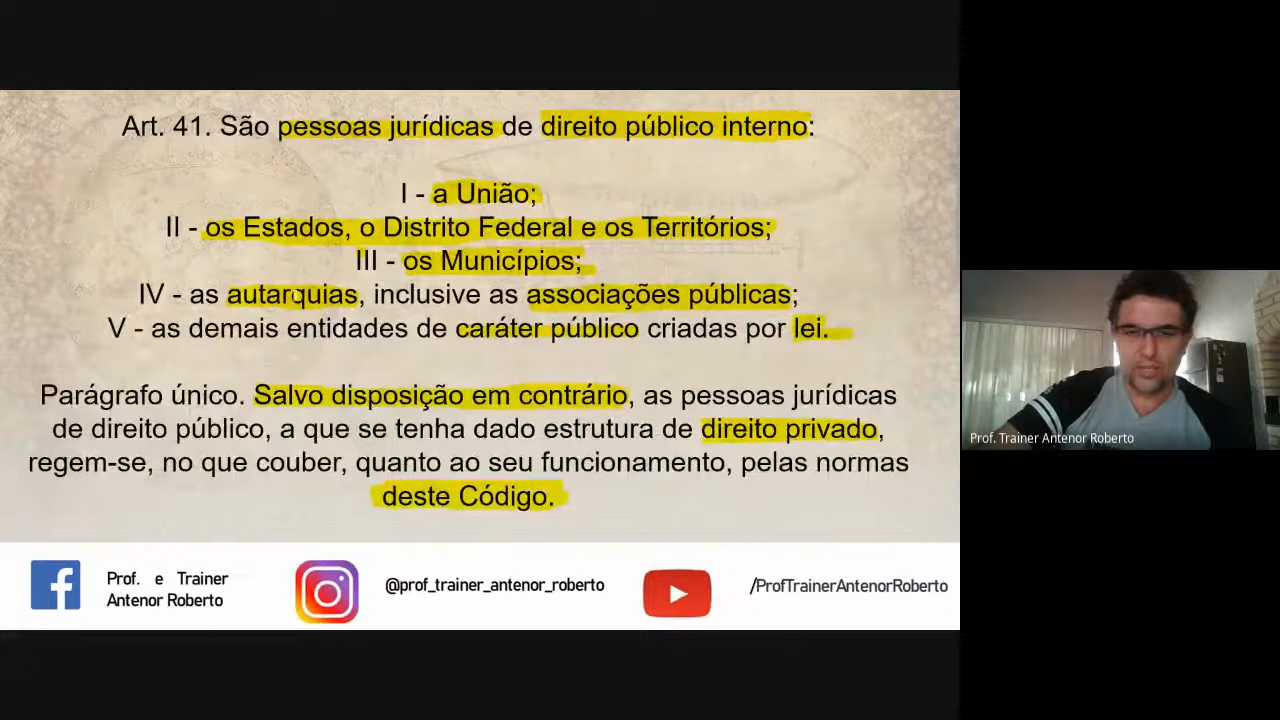 Art. 41. São pessoas jurídicas de direito público interno:
I - a União;
II - os Estados, o Distrito Federal e os Territórios;
III - os Municípios;
IV - as autarquias, inclusive as associações públicas;
V - as demais entidades de caráter público criadas por lei.
Parágrafo único. Salvo disposição em contrário, as pessoas jurídicas
de direito público, a que se tenha dado estrutura de direito privado,
regem-se, no que couber, quanto ao seu funcionamento, pelas normas
deste Código.
Prof. Trainer Antenor Roberto
Prof. e Trainer
Antenor Roberto
@prof_trainer_antenor_roberto
/ProfTrainerAntenorRoberto